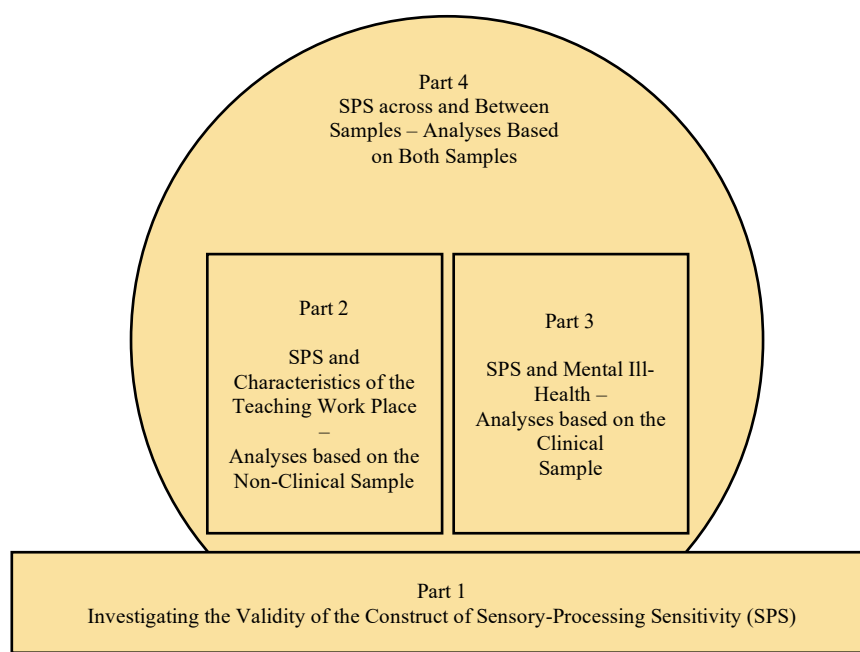 Part 4
SPS across and Between
Samples – Analyses Based
on Both Samples
Part 2
SPS and
Characteristics of the
Teaching Work Place
–
Analyses based on the
Non-Clinical Sample
Part 3
SPS and Mental Ill-
Health –
Analyses based on the
Clinical
Sample
Part 1
Investigating the Validity of the Construct of Sensory-Processing Sensitivity (SPS)